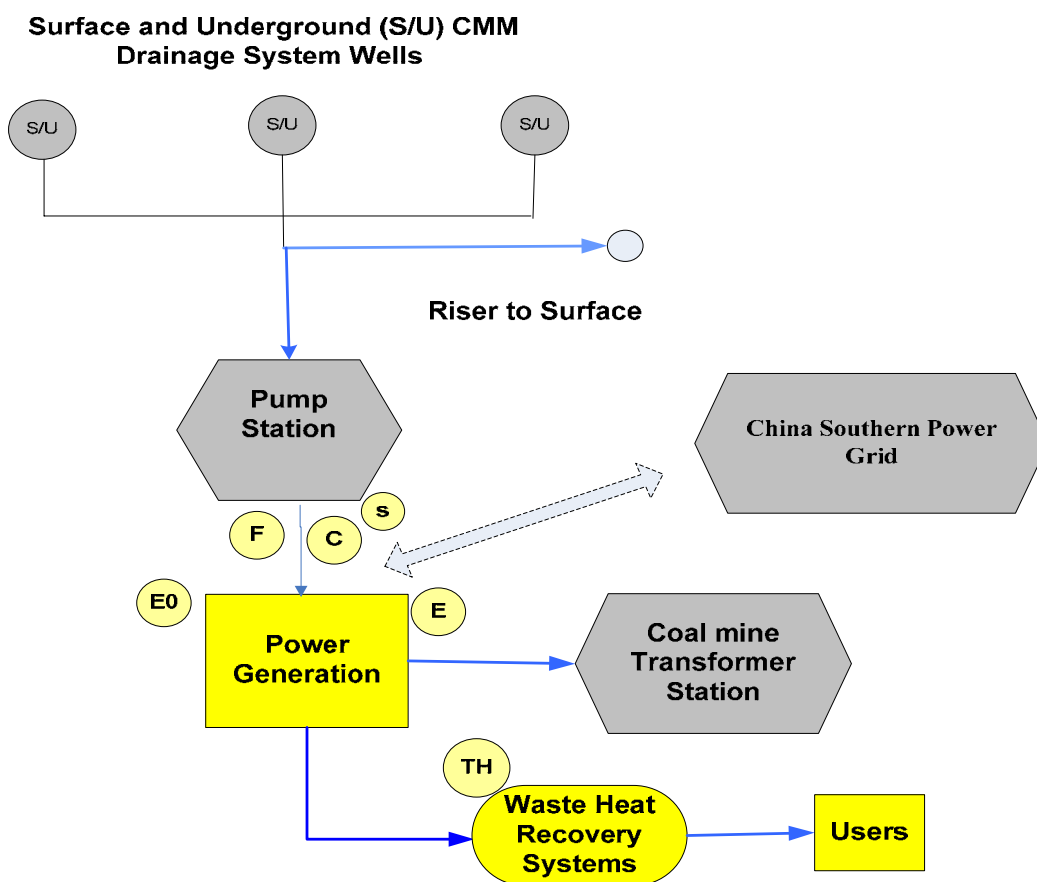 Surface and Underground (S/U) CMM
Drainage System Wells
S/U
S/U
S/U
Riser to Surface
Pump
Station
China Southern Power
Grid
s
F
C
E0
E
Power
Generation
Coal mine
Transformer
Station
TH
Waste Heat
Recovery
Systems
Users